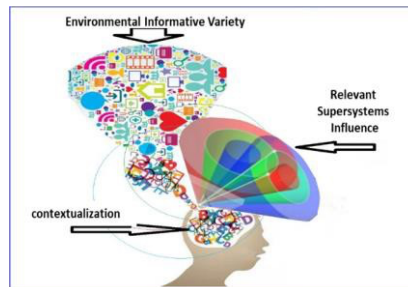 Environmental Informative Variety
Relevant
Supersystems
Influence
contextualization